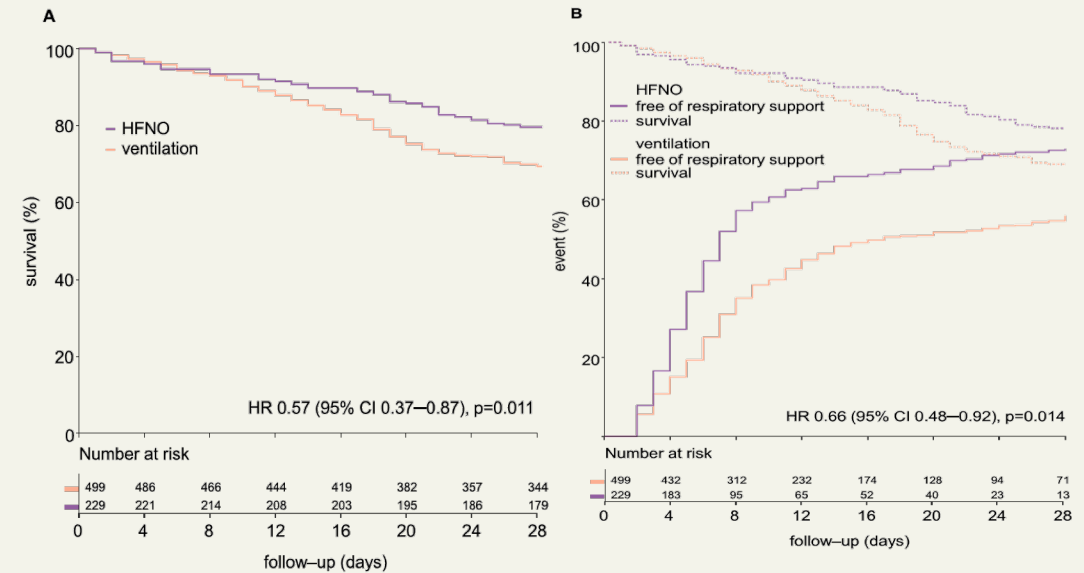 A
survival (%)
100
80
60
40
20
0
HFNO
ventilation
HR 0.57 (95% CI 0.37–0.87), p=0.011
Number at risk
499 486 466 444 419 382 357 344
229 221 214 208 203 195 186 179
0 4 8 12 16 20 24 28
follow–up (days)
B
event (%)
100
80
60
40
20
HFNO
free of respiratory support
survival
ventilation
free of respiratory support
survival
HR 0.66 (95% CI 0.48–0.92), p=0.014
Number at risk
499 432 312 232 174 128 94 71
229 183 95 65 52 40 23 13
0 4 8 12 16 20 24 28
follow–up (days)